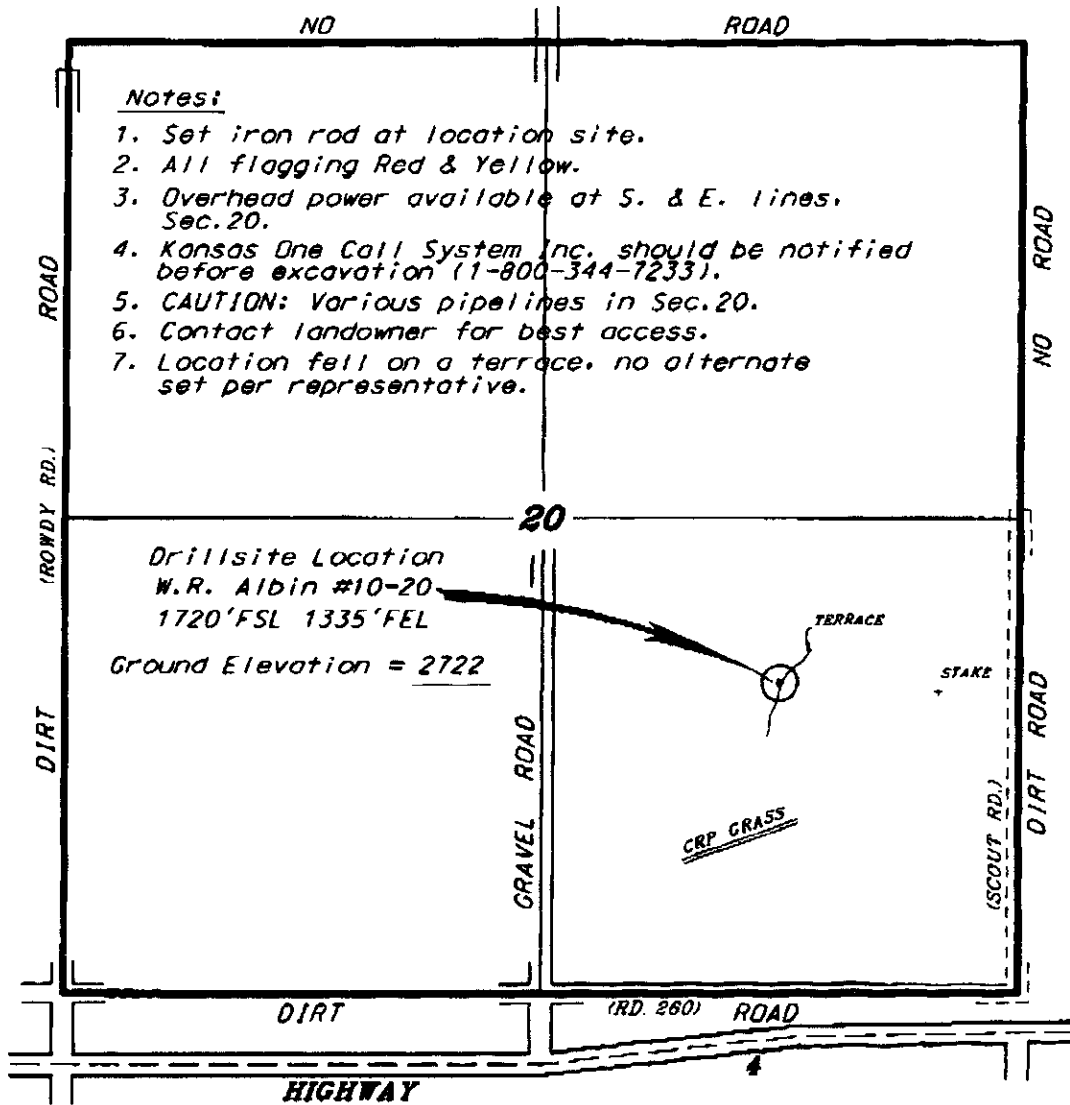 NO ROAD
Notes:
1. Set iron rod at location site.
2. All flagging Red & Yellow.
3. Overhead power available at S. & E. lines,
Sec.20.
4. Kansas One Call System Inc. should be notified
before excavation (1-800-344-7233).
5. CAUTION: Various pipelines in Sec.20.
6. Contact landowner for best access.
7. Location fell on a terrace, no alternate
set per representative.
ROAD
(ROWDY RD.)
DIRT
NO ROAD
20
Drillsite Location
W.R. Albin #10-20
1720'FSL 1335'FEL
Ground Elevation = 2722
TERRACE
STAKE
GRAVEL ROAD
CRP GRASS
(SCOUT RD.)
DIRT ROAD
DIRT (RD. 260) ROAD
HIGHWAY 4